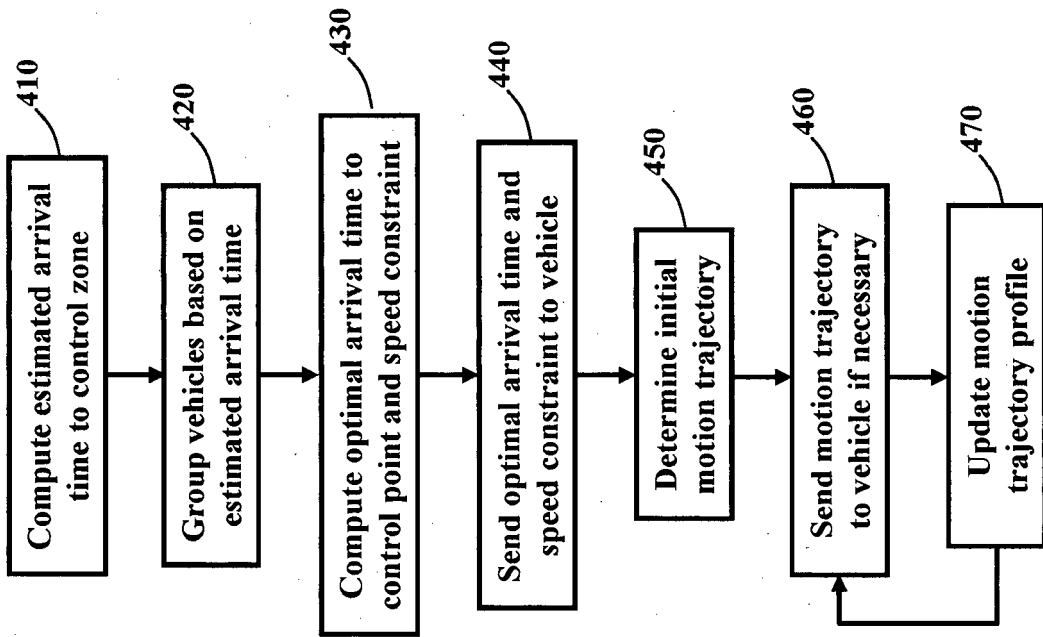 410
Compute estimated arrival
time to control zone
420
Group vehicles based on
estimated arrival time
430
Compute optimal arrival time to
control point and speed constraint
440
Send optimal arrival time and
speed constraint to vehicle
450
Determine initial
motion trajectory
460
Send motion trajectory
to vehicle if necessary
470
Update motion
trajectory profile